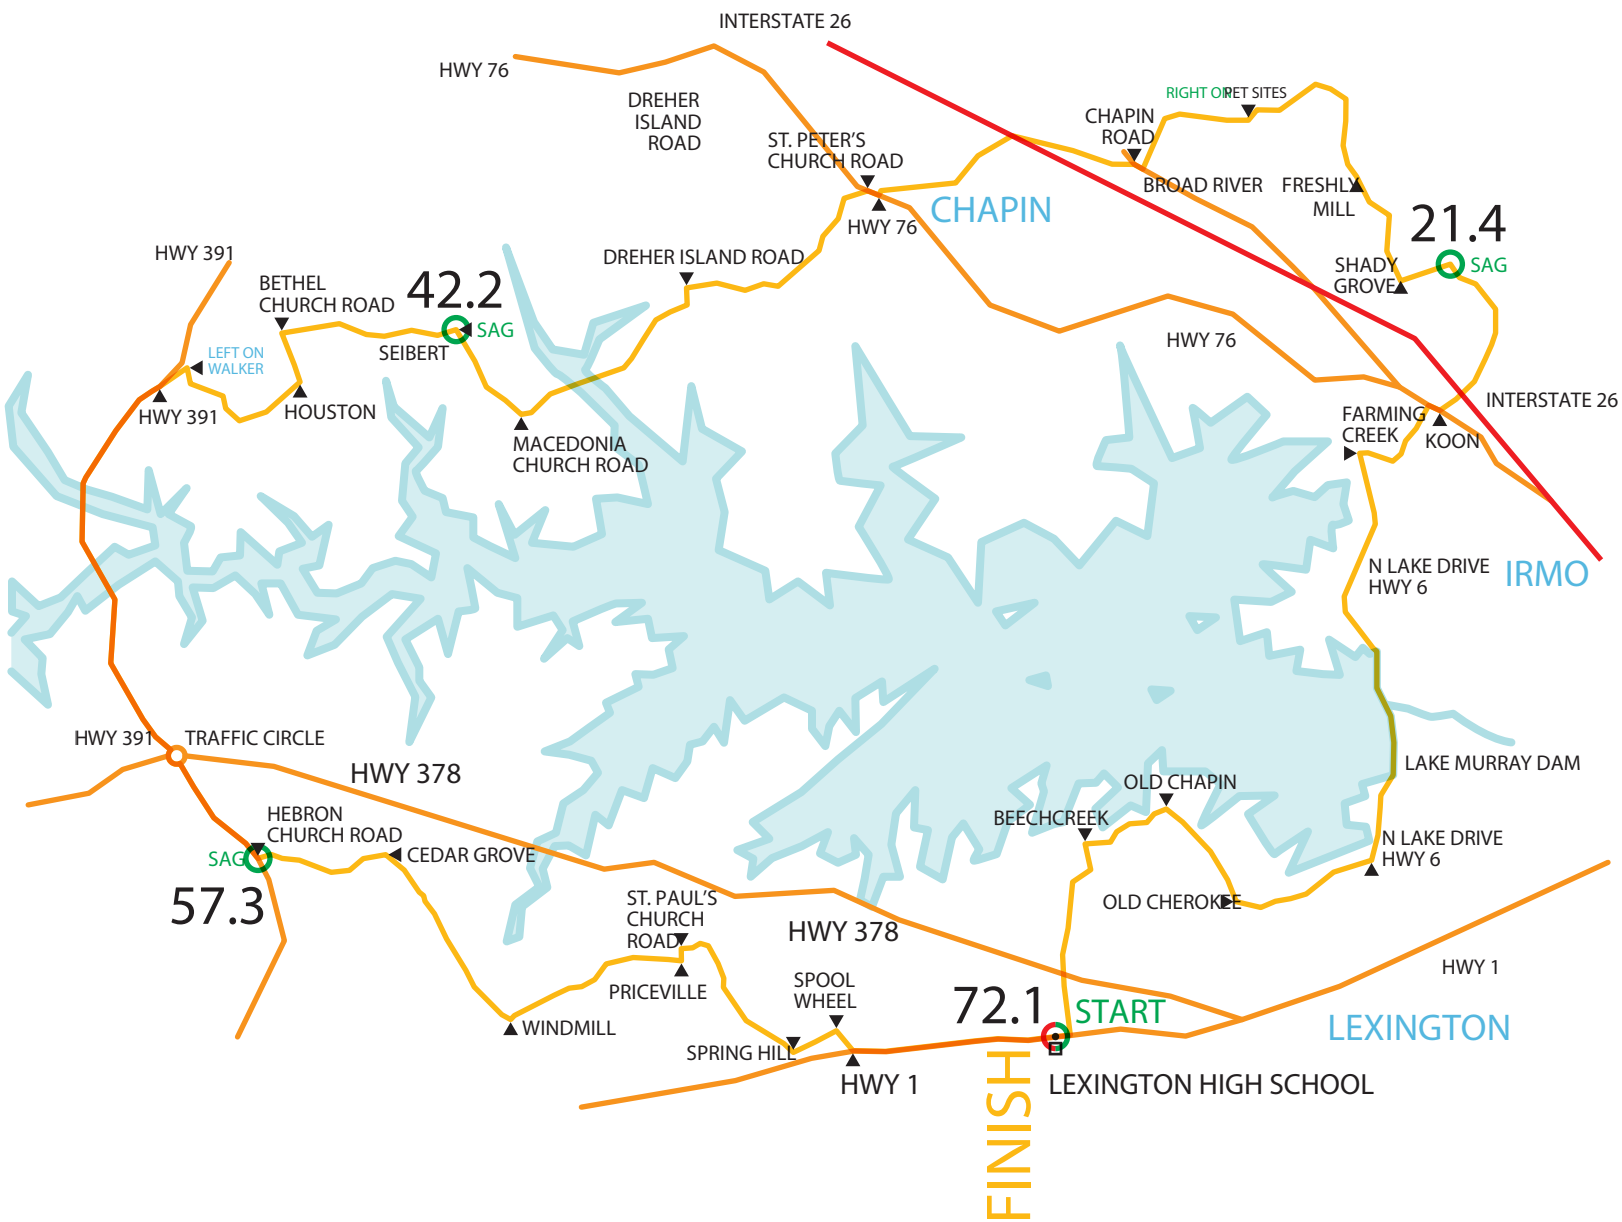 INTERSTATE 26
HWY 76
DREHER
ISLAND
ROAD
RIGHT ON
PET SITES
CHAPIN
ROAD
ST. PETER'S
CHURCH ROAD
BROAD RIVER
FRESHLY
MILL
CHAPIN
HWY 76
21.4
SAG
SHADY
GROVE
HWY 391
DREHER ISLAND ROAD
BETHEL
CHURCH ROAD
42.2
SAG
SEIBERT
LEFT ON
WALKER
HWY 76
HWY 391
HOUSTON
INTERSTATE 26
FARMING
CREEK
KOON
MACEDONIA
CHURCH ROAD
N LAKE DRIVE
HWY 6
IRMO
HWY 391
TRAFFIC CIRCLE
HWY 378
LAKE MURRAY DAM
OLD CHAPIN
BEECHCREEK
HEBRON
CHURCH ROAD
SAG
CEDAR GROVE
57.3
N LAKE DRIVE
HWY 6
OLD CHEROKEE
ST. PAUL'S
CHURCH
ROAD
HWY 378
HWY 1
PRICEVILLE
SPOOL
WHEEL
72.1
START
WINDMILL
LEXINGTON
SPRING HILL
HWY 1
LEXINGTON HIGH SCHOOL
FINISH